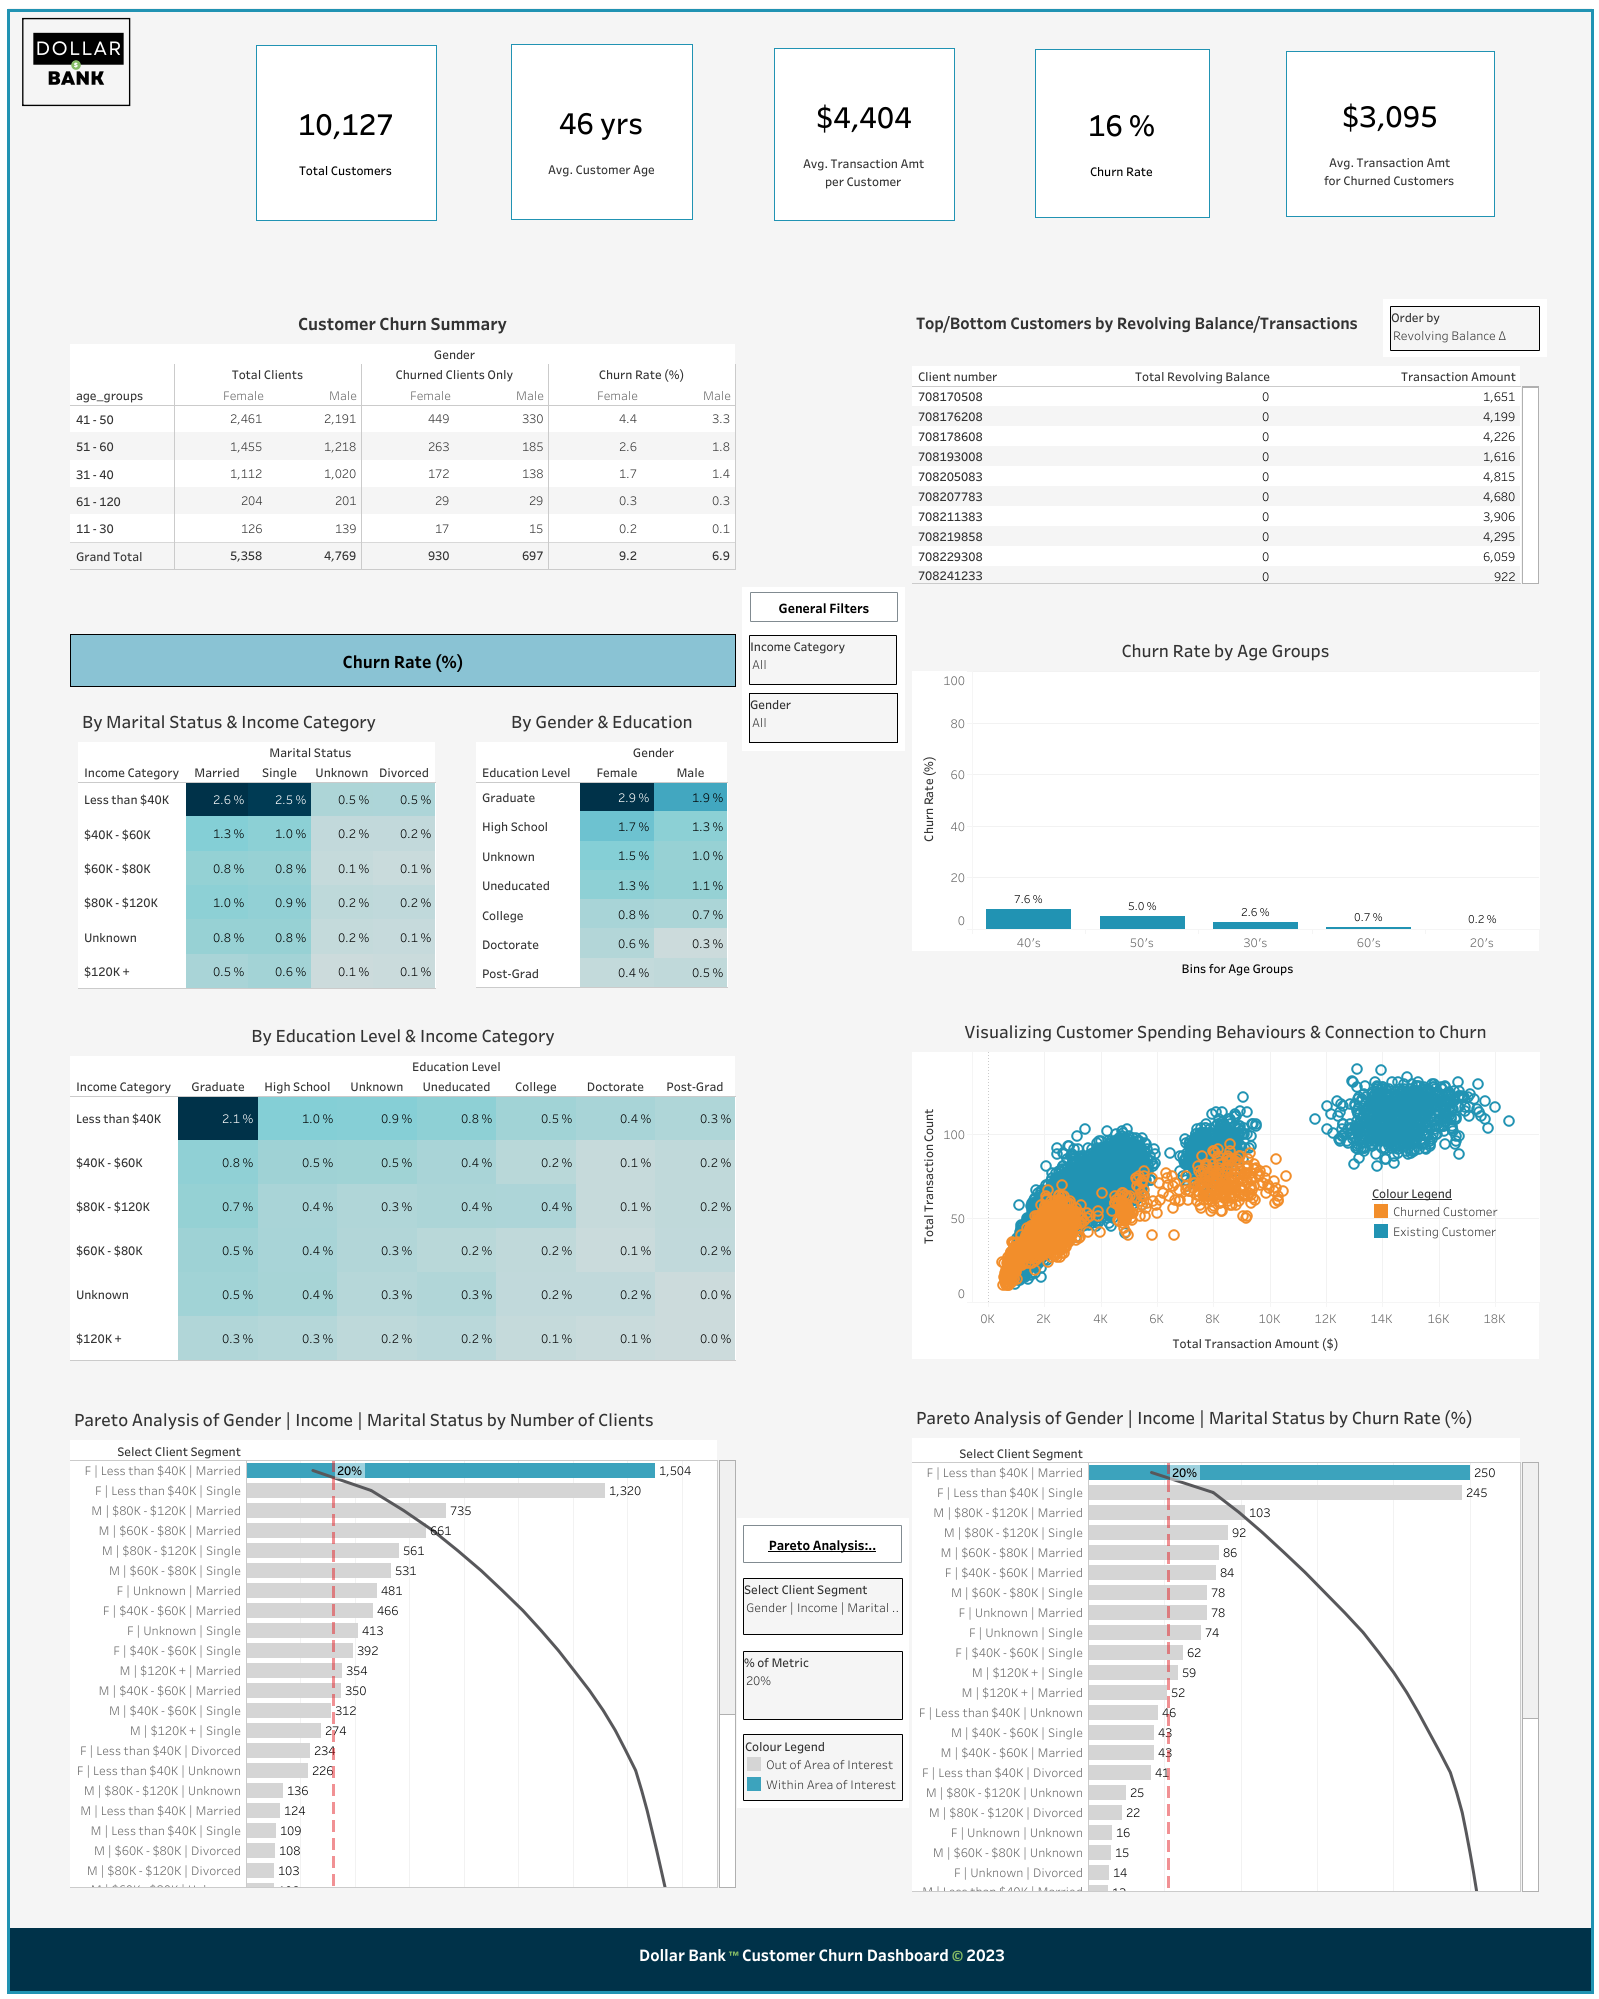 DOLLAR
BANK
10,127
Total Customers
46 yrs
Avg. Customer Age
$4,404
Avg. Transaction Amt
per Customer
16 %
Churn Rate
$3,095
Avg. Transaction Amt
for Churned Customers
Customer Churn Summary
Gender
Total Clients Churned Clients Only Churn Rate (%)
age_groups Female Male Female Male Female Male
41 - 50 2,461 2,191 449 330 4.4 3.3
51 - 60 1,455 1,218 263 185 2.6 1.8
31 - 40 1,112 1,020 172 138 1.7 1.4
61 - 120 204 201 29 29 0.3 0.3
11 - 30 126 139 17 15 0.2 0.1
Grand Total 5,358 4,769 930 697 9.2 6.9
Top/Bottom Customers by Revolving Balance/Transactions
Order by
Revolving Balance Δ
Client number Total Revolving Balance Transaction Amount
708170508 0 1,651
708176208 0 4,199
708178608 0 4,226
708193008 0 1,616
708205083 0 4,815
708207783 0 4,680
708211383 0 3,906
708219858 0 4,295
708229308 0 6,059
708241233 0 922
General Filters
Income Category
All
Gender
All
Churn Rate (%)
By Marital Status & Income Category
Marital Status
Income Category Married Single Unknown Divorced
Less than $40K 2.6 % 2.5 % 0.5 % 0.5 %
$40K - $60K 1.3 % 1.0 % 0.2 % 0.2 %
$60K - $80K 0.8 % 0.8 % 0.1 % 0.1 %
$80K - $120K 1.0 % 0.9 % 0.2 % 0.2 %
Unknown 0.8 % 0.8 % 0.2 % 0.1 %
$120K + 0.5 % 0.6 % 0.1 % 0.1 %
By Gender & Education
Gender
Education Level Female Male
Graduate 2.9 % 1.9 %
High School 1.7 % 1.3 %
Unknown 1.5 % 1.0 %
Uneducated 1.3 % 1.1 %
College 0.8 % 0.7 %
Doctorate 0.6 % 0.3 %
Post-Grad 0.4 % 0.5 %
Churn Rate by Age Groups
Churn Rate (%)
100
80
60
40
20
0
7.6 % 5.0 % 2.6 % 0.7 % 0.2 %
40's 50's 30's 60's 20's
Bins for Age Groups
By Education Level & Income Category
Education Level
Income Category Graduate High School Unknown Uneducated College Doctorate Post-Grad
Less than $40K 2.1 % 1.0 % 0.9 % 0.8 % 0.5 % 0.4 % 0.3 %
$40K - $60K 0.8 % 0.5 % 0.5 % 0.4 % 0.2 % 0.1 % 0.2 %
$80K - $120K 0.7 % 0.4 % 0.3 % 0.4 % 0.4 % 0.1 % 0.2 %
$60K - $80K 0.5 % 0.4 % 0.3 % 0.2 % 0.2 % 0.1 % 0.2 %
Unknown 0.5 % 0.4 % 0.3 % 0.3 % 0.2 % 0.2 % 0.0 %
$120K + 0.3 % 0.3 % 0.2 % 0.2 % 0.1 % 0.1 % 0.0 %
Visualizing Customer Spending Behaviours & Connection to Churn
Total Transaction Count
100
50
0
Colour Legend
Churned Customer
Existing Customer
0K 2K 4K 6K 8K 10K 12K 14K 16K 18K
Total Transaction Amount ($)
Pareto Analysis of Gender | Income | Marital Status by Number of Clients
Select Client Segment
20%
F | Less than $40K | Married 1,504
F | Less than $40K | Single 1,320
M | $80K - $120K | Married 735
M | $60K - $80K | Married 661
M | $80K - $120K | Single 561
M | $60K - $80K | Single 531
F | Unknown | Married 481
F | $40K - $60K | Married 466
F | Unknown | Single 413
F | $40K - $60K | Single 392
M | $120K + | Married 354
M | $40K - $60K | Married 350
M | $40K - $60K | Single 312
M | $120K + | Single 274
F | Less than $40K | Divorced 234
F | Less than $40K | Unknown 226
M | $80K - $120K | Unknown 136
M | Less than $40K | Married 124
M | Less than $40K | Single 109
M | $60K - $80K | Divorced 108
M | $80K - $120K | Divorced 103
Pareto Analysis:..
Select Client Segment
Gender | Income | Marital ..
% of Metric
20%
Colour Legend
Out of Area of Interest
Within Area of Interest
Pareto Analysis of Gender | Income | Marital Status by Churn Rate (%)
Select Client Segment
20%
F | Less than $40K | Married 250
F | Less than $40K | Single 245
M | $80K - $120K | Married 103
M | $80K - $120K | Single 92
M | $60K - $80K | Married 86
F | $40K - $60K | Married 84
M | $60K - $80K | Single 78
F | Unknown | Married 78
F | Unknown | Single 74
F | $40K - $60K | Single 62
M | $120K + | Single 59
M | $120K + | Married 52
F | Less than $40K | Unknown 46
M | $40K - $60K | Single 43
M | $40K - $60K | Married 43
F | Less than $40K | Divorced 41
M | $80K - $120K | Unknown 25
M | $80K - $120K | Divorced 22
F | Unknown | Unknown 16
M | $60K - $80K | Unknown 15
F | Unknown | Divorced 14
M | Less than $40K | Married
Dollar Bank ™ Customer Churn Dashboard © 2023